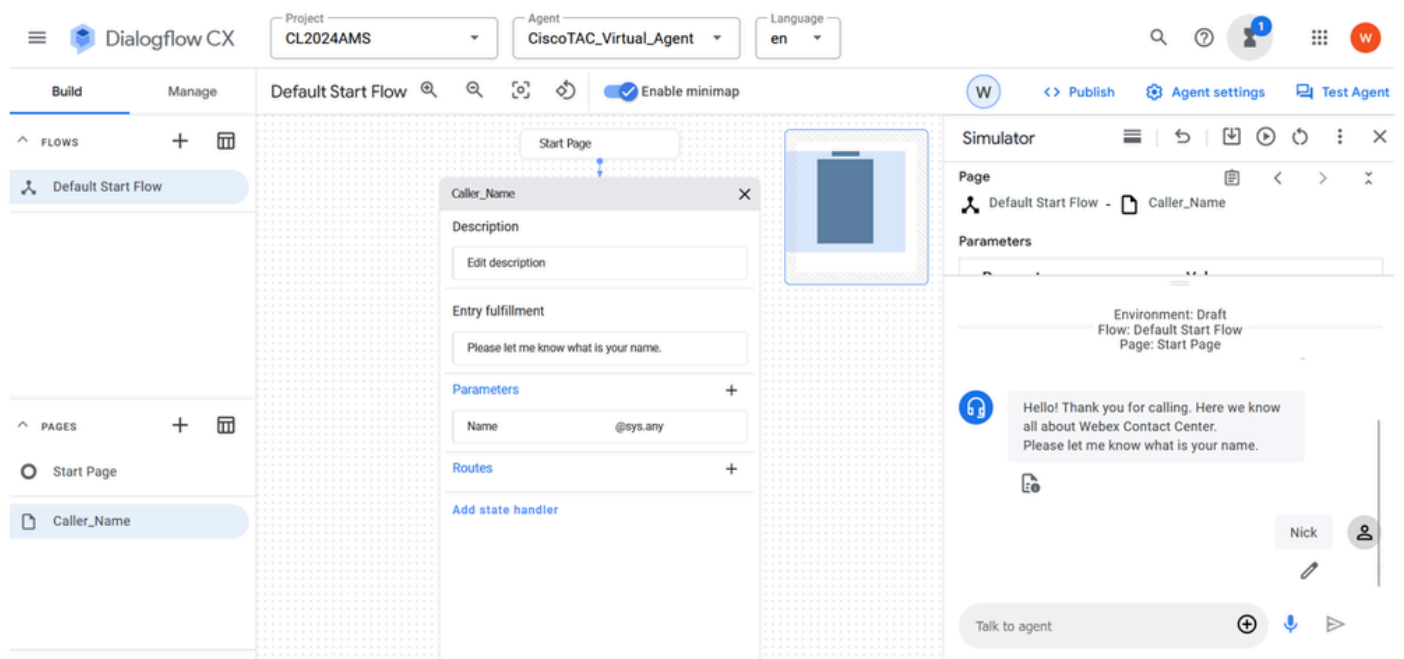 Dialogflow CX
Project
CL2024AMS
Agent
CiscoTAC_Virtual_Agent
Language
en
1
W
Build
Manage
Default Start Flow
Enable minimap
W
<> Publish
Agent settings
Test Agent
FLOWS
Default Start Flow
PAGES
Start Page
Caller_Name
Start Page
Caller_Name
Description
Edit description
Entry fulfillment
Please let me know what is your name.
Parameters
Name @sys.any
Routes
Add state handler
Simulator
Page
Default Start Flow - Caller_Name
Parameters
Environment: Draft
Flow: Default Start Flow
Page: Start Page
Hello! Thank you for calling. Here we know
all about Webex Contact Center.
Please let me know what is your name.
Nick
Talk to agent